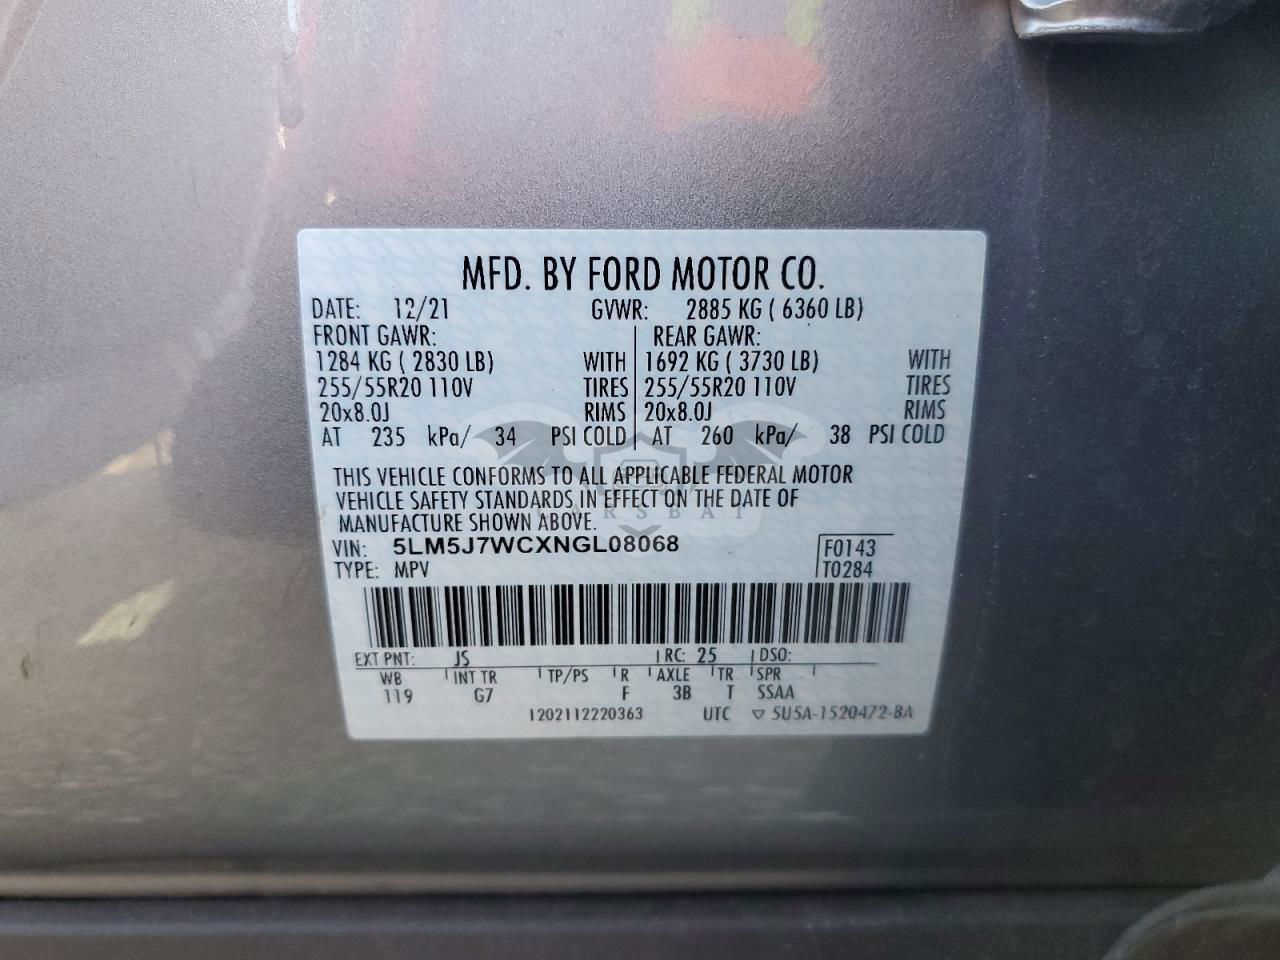 MFD. BY FORD MOTOR CO.
DATE: 12/21 GVWR: 2885 KG ( 6360 LB)
FRONT GAWR: REAR GAWR:
1284 KG ( 2830 LB) WITH 1692 KG ( 3730 LB) WITH
255/55R20 110V TIRES 255/55R20 110V TIRES
20x8.0J RIMS 20x8.0J RIMS
AT 235 kPa/ 34 PSI COLD AT 260 kPa/ 38 PSI COLD
THIS VEHICLE CONFORMS TO ALL APPLICABLE FEDERAL MOTOR
VEHICLE SAFETY STANDARDS IN EFFECT ON THE DATE OF
CARSBAT
MANUFACTURE SHOWN ABOVE.
VIN: 5LM5J7WCXNGL08068 F0143
TYPE: MPV T0284
EXT PNT: JS RC: 25 DSO:
WB INT TR TP/PS R AXLE TR SPR
119 G7 F 3B T SSAA
1202112220363 UTC ▽ 5U5A-1520472-BA